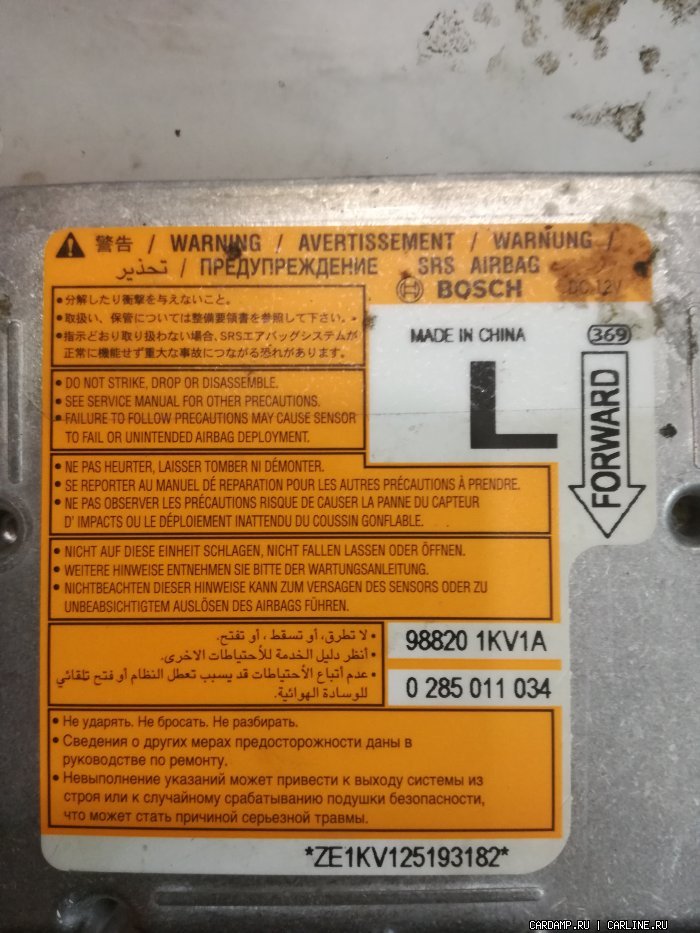 警告 / WARNING / AVERTISSEMENT / WARNUNG /
تحذير / ПРЕДУПРЕЖДЕНИЕ SRS AIRBAG
BOSCH DC 12V
•分解したり衝撃を与えないこと。
•取扱い、保管については整備要領書を参照して下さい。
•指示どおり取り扱わない場合、SRSエアバッグシステムが
正常に機能せず重大な事故につながる恐れがあります。
MADE IN CHINA
369
L
FORWARD
• DO NOT STRIKE, DROP OR DISASSEMBLE.
• SEE SERVICE MANUAL FOR OTHER PRECAUTIONS.
• FAILURE TO FOLLOW PRECAUTIONS MAY CAUSE SENSOR
TO FAIL OR UNINTENDED AIRBAG DEPLOYMENT.
• NE PAS HEURTER, LAISSER TOMBER NI DÉMONTER.
• SE REPORTER AU MANUEL DE REPARATION POUR LES AUTRES PRÉCAUTIONS À PRENDRE.
• NE PAS OBSERVER LES PRÉCAUTIONS RISQUE DE CAUSER LA PANNE DU CAPTEUR
D' IMPACTS OU LE DÉPLOIEMENT INATTENDU DU COUSSIN GONFLABLE.
• NICHT AUF DIESE EINHEIT SCHLAGEN, NICHT FALLEN LASSEN ODER ÖFFNEN.
• WEITERE HINWEISE ENTNEHMEN SIE BITTE DER WARTUNGSANLEITUNG.
• NICHTBEACHTEN DIESER HINWEISE KANN ZUM VERSAGEN DES SENSORS ODER ZU
UNBEABSICHTIGTEM AUSLÖSEN DES AIRBAGS FÜHREN.
• لا تطرق، أو تسقط ، أو تفتح.
• أنظر دليل الخدمة للأحتياطات الاخرى.
• عدم أتباع الأحتياطات قد يسبب تعطل النظام أو فتح تلقائي
للوسادة الهوائية.
98820 1KV1A
0 285 011 034
• Не ударять. Не бросать. Не разбирать.
• Сведения о других мерах предосторожности даны в
руководстве по ремонту.
• Невыполнение указаний может привести к выходу системы из
строя или к случайному срабатыванию подушки безопасности,
что может стать причиной серьезной травмы.
*ZE1KV125193182*
CARDAMP.RU | CARLINE.RU